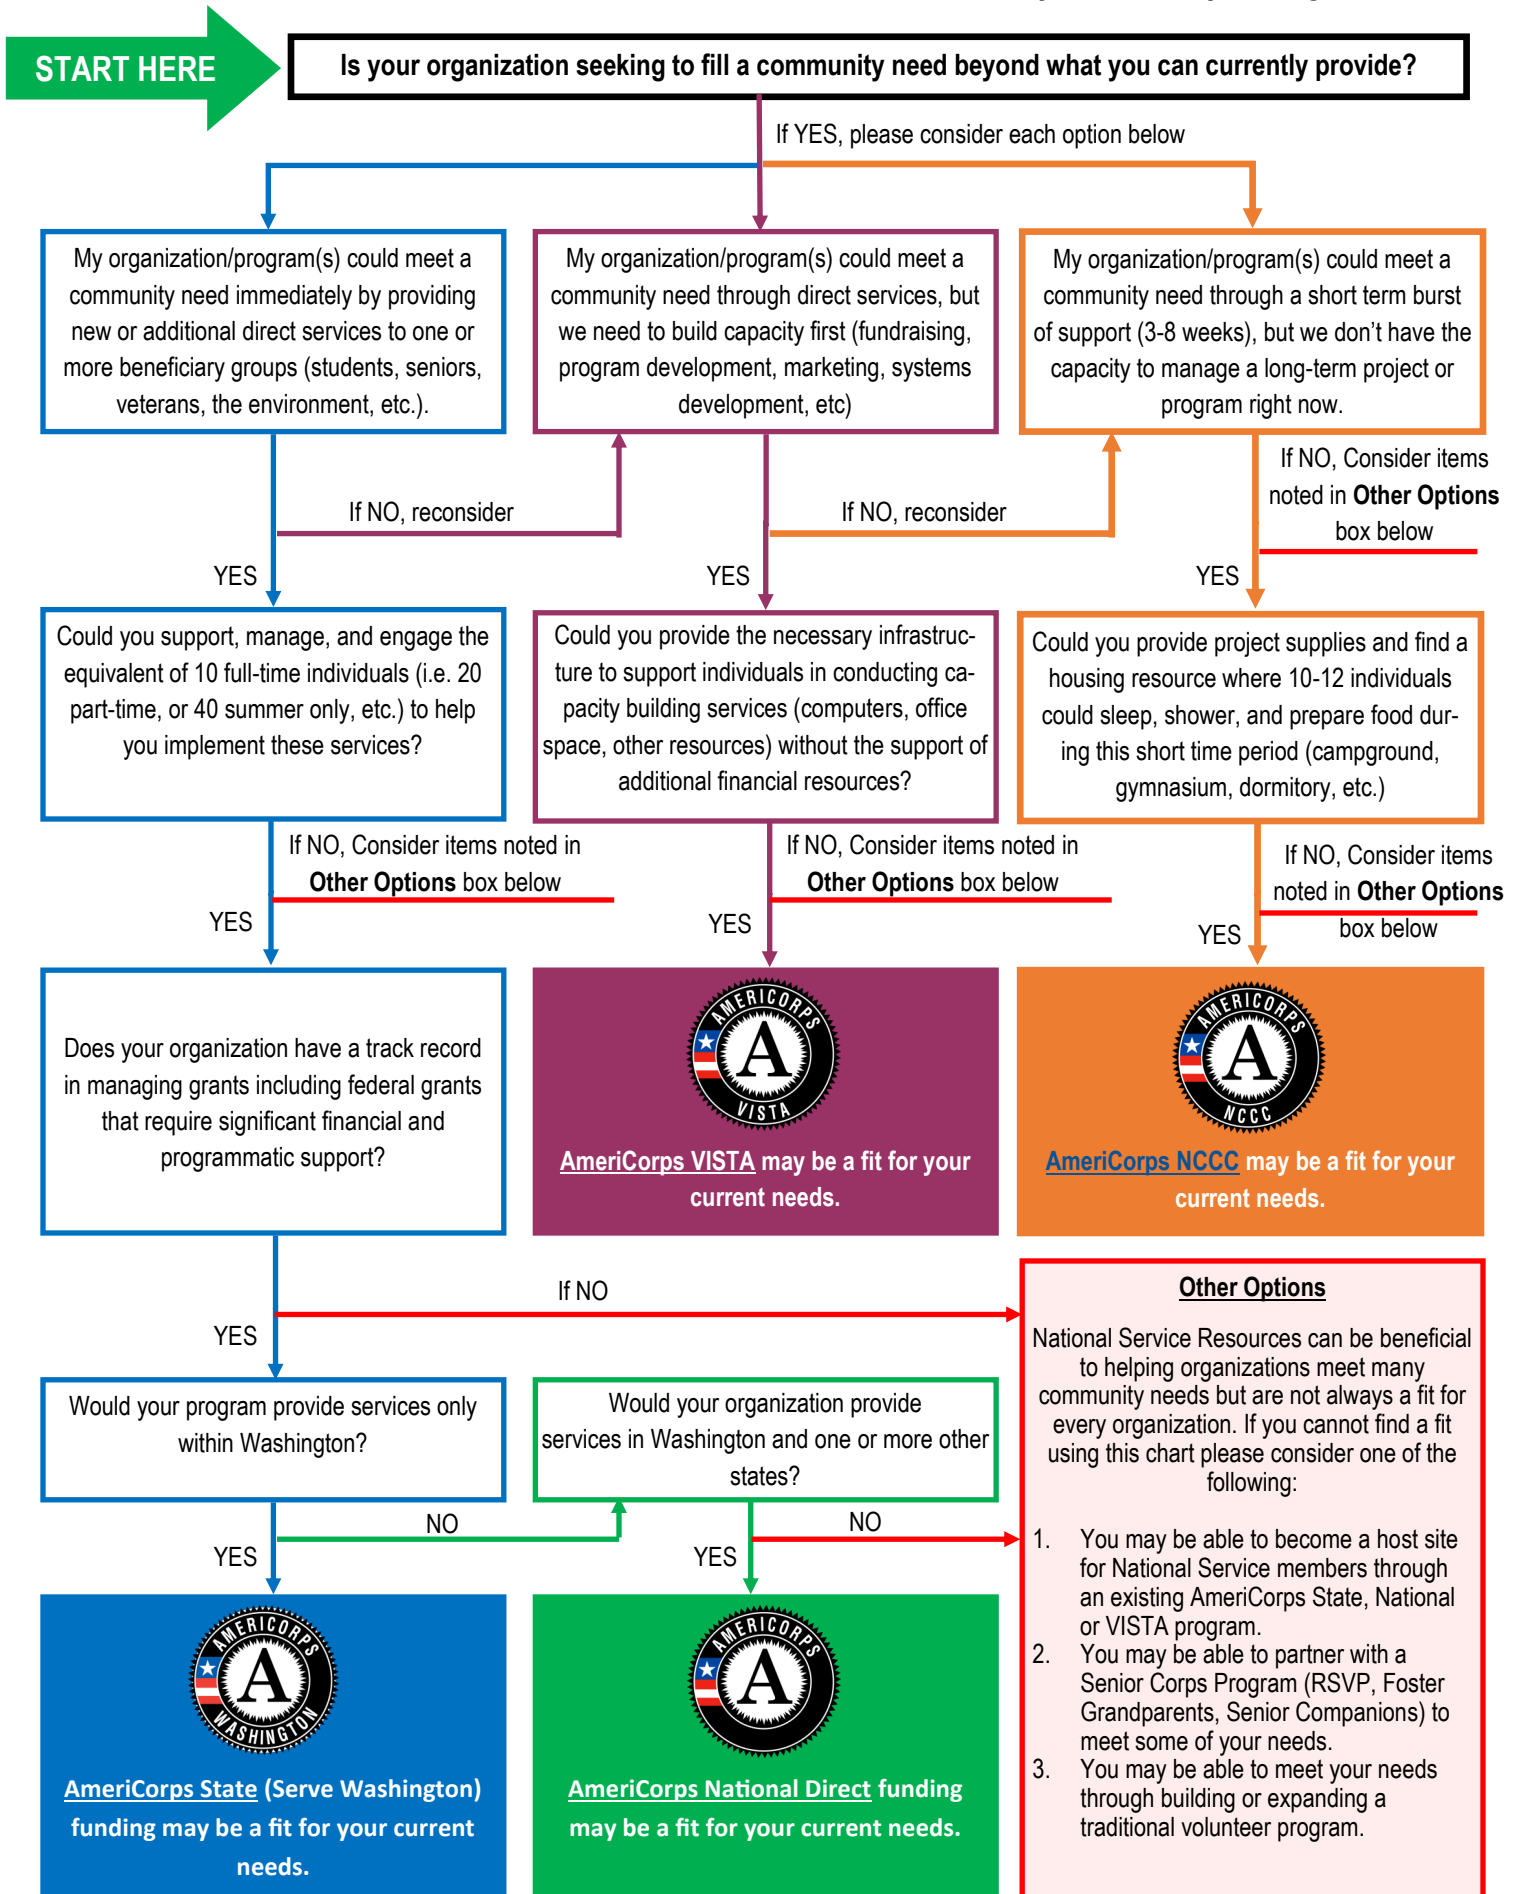 START HERE
Is your organization seeking to fill a community need beyond what you can currently provide?
If YES, please consider each option below
My organization/program(s) could meet a
community need immediately by providing
new or additional direct services to one or
more beneficiary groups (students, seniors,
veterans, the environment, etc.).
My organization/program(s) could meet a
community need through direct services, but
we need to build capacity first (fundraising,
program development, marketing, systems
development, etc)
My organization/program(s) could meet a
community need through a short term burst
of support (3-8 weeks), but we don't have the
capacity to manage a long-term project or
program right now.
If NO, reconsider
If NO, reconsider
If NO, Consider items
noted in Other Options
box below
YES
YES
YES
Could you support, manage, and engage the
equivalent of 10 full-time individuals (i.e. 20
part-time, or 40 summer only, etc.) to help
you implement these services?
Could you provide the necessary infrastruc-
ture to support individuals in conducting ca-
pacity building services (computers, office
space, other resources) without the support of
additional financial resources?
Could you provide project supplies and find a
housing resource where 10-12 individuals
could sleep, shower, and prepare food dur-
ing this short time period (campground,
gymnasium, dormitory, etc.)
If NO, Consider items noted in
Other Options box below
If NO, Consider items noted in
Other Options box below
If NO, Consider items
noted in Other Options
box below
YES
YES
YES
Does your organization have a track record
in managing grants including federal grants
that require significant financial and
programmatic support?
AMERICORPS
A
VISTA
AmeriCorps VISTA may be a fit for your
current needs.
AMERICORPS
A
NCCC
AmeriCorps NCCC may be a fit for your
current needs.
If NO
YES
Would your program provide services only
within Washington?
Would your organization provide
services in Washington and one or more other
states?
NO
NO
YES
YES
AMERICORPS
A
WASHINGTON
AmeriCorps State (Serve Washington)
funding may be a fit for your current
needs.
AMERICORPS
A
AmeriCorps National Direct funding
may be a fit for your current needs.
Other Options
National Service Resources can be beneficial
to helping organizations meet many
community needs but are not always a fit for
every organization. If you cannot find a fit
using this chart please consider one of the
following:
1. You may be able to become a host site
for National Service members through
an existing AmeriCorps State, National
or VISTA program.
2. You may be able to partner with a
Senior Corps Program (RSVP, Foster
Grandparents, Senior Companions) to
meet some of your needs.
3. You may be able to meet your needs
through building or expanding a
traditional volunteer program.